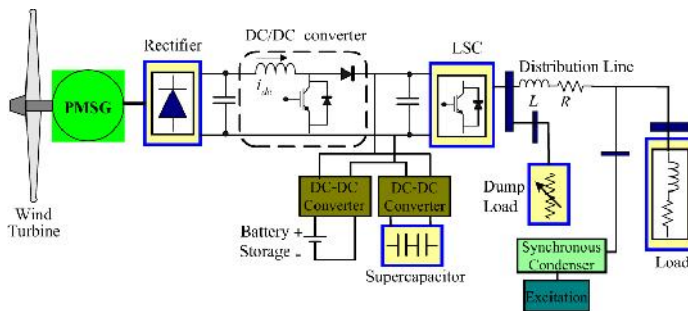 DC/DC converter
Rectifier
LSC
Distribution Line
i_dc
L
R
PMSG
Wind
Turbine
DC-DC
Converter
DC-DC
Converter
Dump
Load
Battery +
Storage -
Supercapacitor
Synchronous
Condenser
Load
Excitation